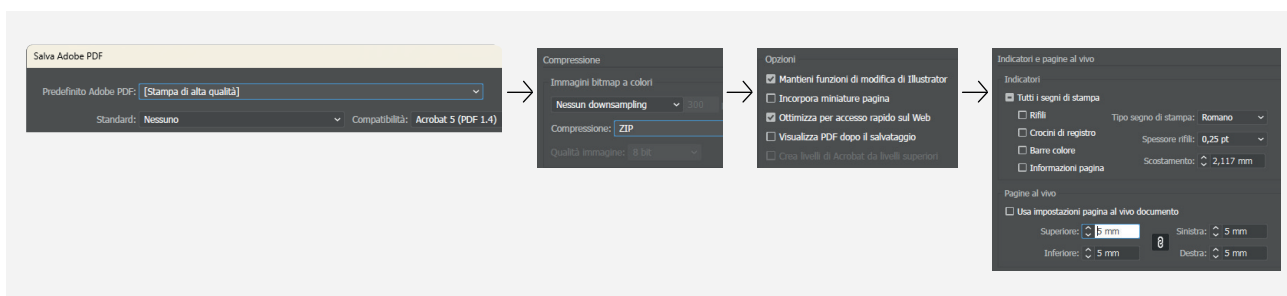 Salva Adobe PDF
Predefinito Adobe PDF: [Stampa di alta qualità]
Standard: Nessuno Compatibilità: Acrobat 5 (PDF 1.4)
Compressione
Immagini bitmap a colori
Nessun downsampling 300
Compressione: ZIP
Qualità immagine: 8 bit
Opzioni
Mantieni funzioni di modifica di Illustrator
Incorpora miniature pagina
Ottimizza per accesso rapido sul Web
Visualizza PDF dopo il salvataggio
Crea livelli di Acrobat da livelli superiori
Indicatori e pagine al vivo
Indicatori
Tutti i segni di stampa
Rifili Tipo segno di stampa: Romano
Crocini di registro Spessore rifili: 0,25 pt
Barre colore Scostamento: 2,117 mm
Informazioni pagina
Pagine al vivo
Usa impostazioni pagina al vivo documento
Superiore: 5 mm Sinistra: 5 mm
Inferiore: 5 mm Destra: 5 mm